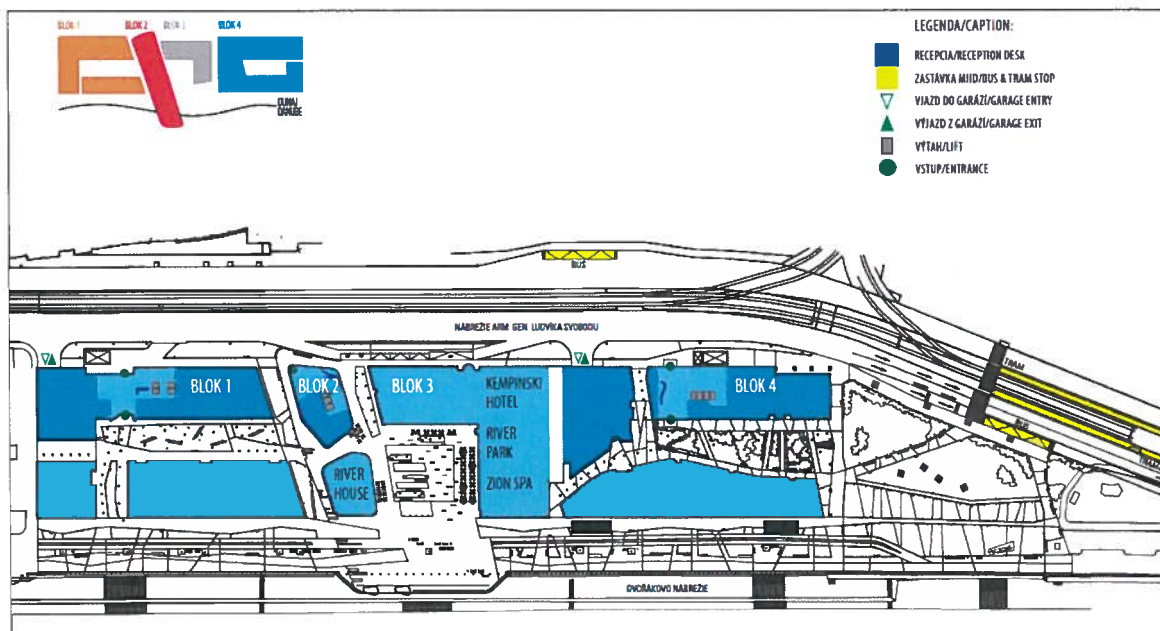 BLOK 1
BLOK 2
BLOK 3
BLOK 4
DUNAJ
DANUBE
LEGENDA/CAPTION:
RECEPCIA/RECEPTION DESK
ZASTÁVKA MHD/BUS & TRAM STOP
VJAZD DO GARÁŽÍ/GARAGE ENTRY
VÝJAZD Z GARÁŽÍ/GARAGE EXIT
VÝŤAH/LIFT
VSTUP/ENTRANCE
BUS
NÁBREŽIE ARM. GEN. LUDVÍKA SVOBODU
TRAM
BLOK 1
BLOK 2
BLOK 3
KEMPINSKI
HOTEL
BLOK 4
RIVER
PARK
BUS
RIVER
HOUSE
ZION SPA
TRAM
DVOŘÁKOVO NÁBREŽIE